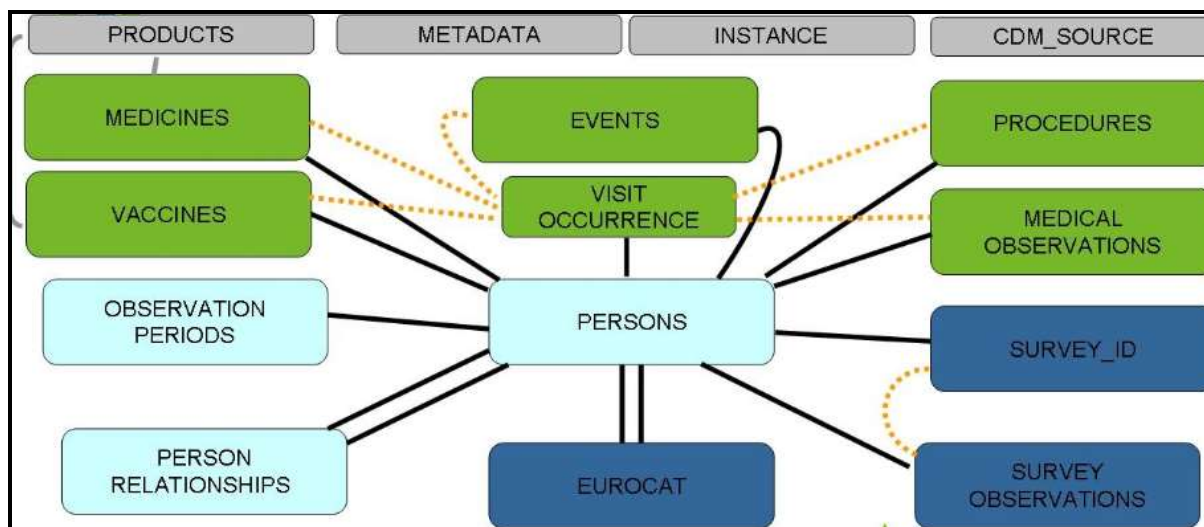 PRODUCTS
METADATA
INSTANCE
CDM_SOURCE
MEDICINES
EVENTS
PROCEDURES
VACCINES
VISIT
OCCURRENCE
MEDICAL
OBSERVATIONS
OBSERVATION
PERIODS
PERSONS
SURVEY_ID
PERSON
RELATIONSHIPS
EUROCAT
SURVEY
OBSERVATIONS